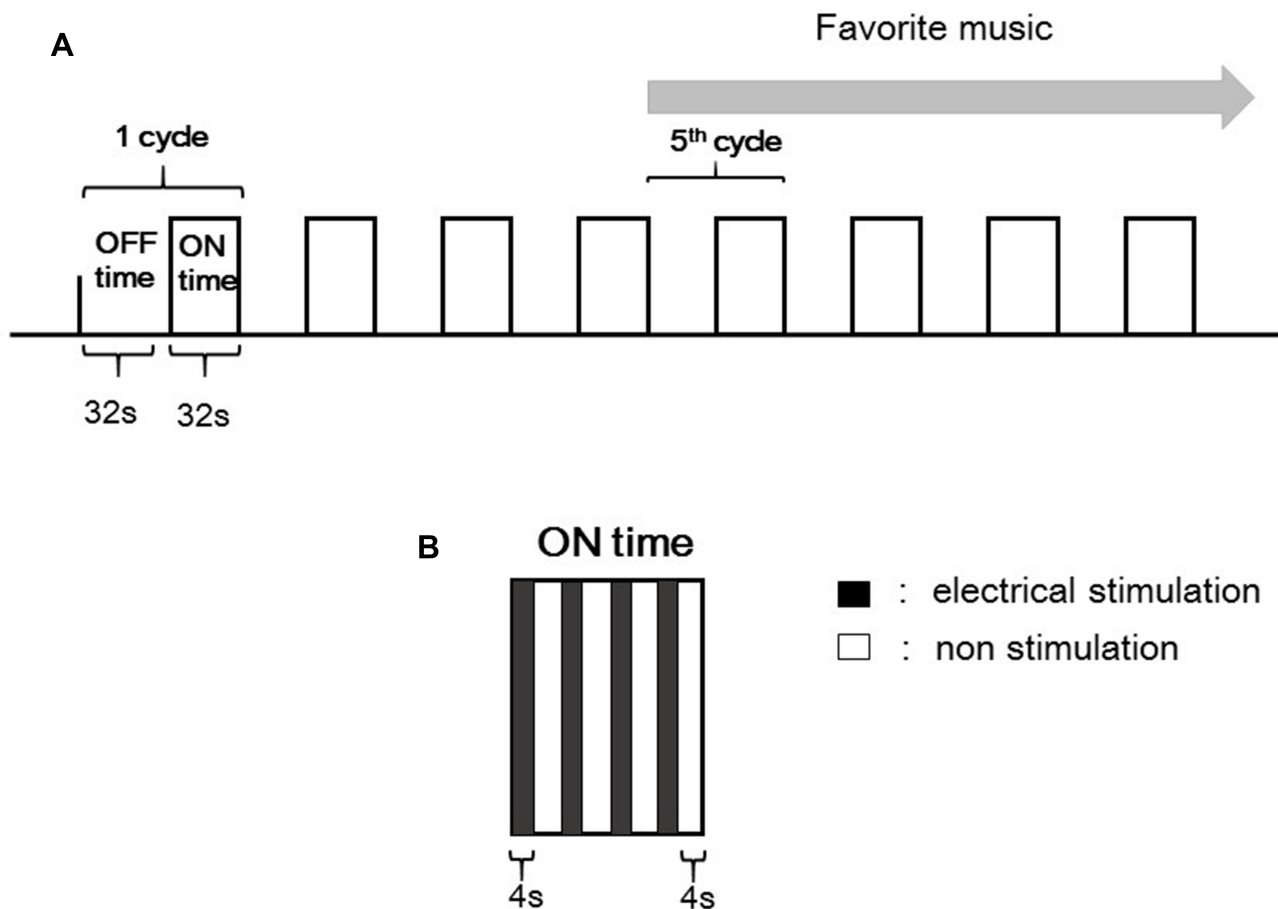 A
Favorite music
1 cycle
5th cycle
OFF
time
ON
time
32s
32s
B
ON time
: electrical stimulation
: non stimulation
4s
4s